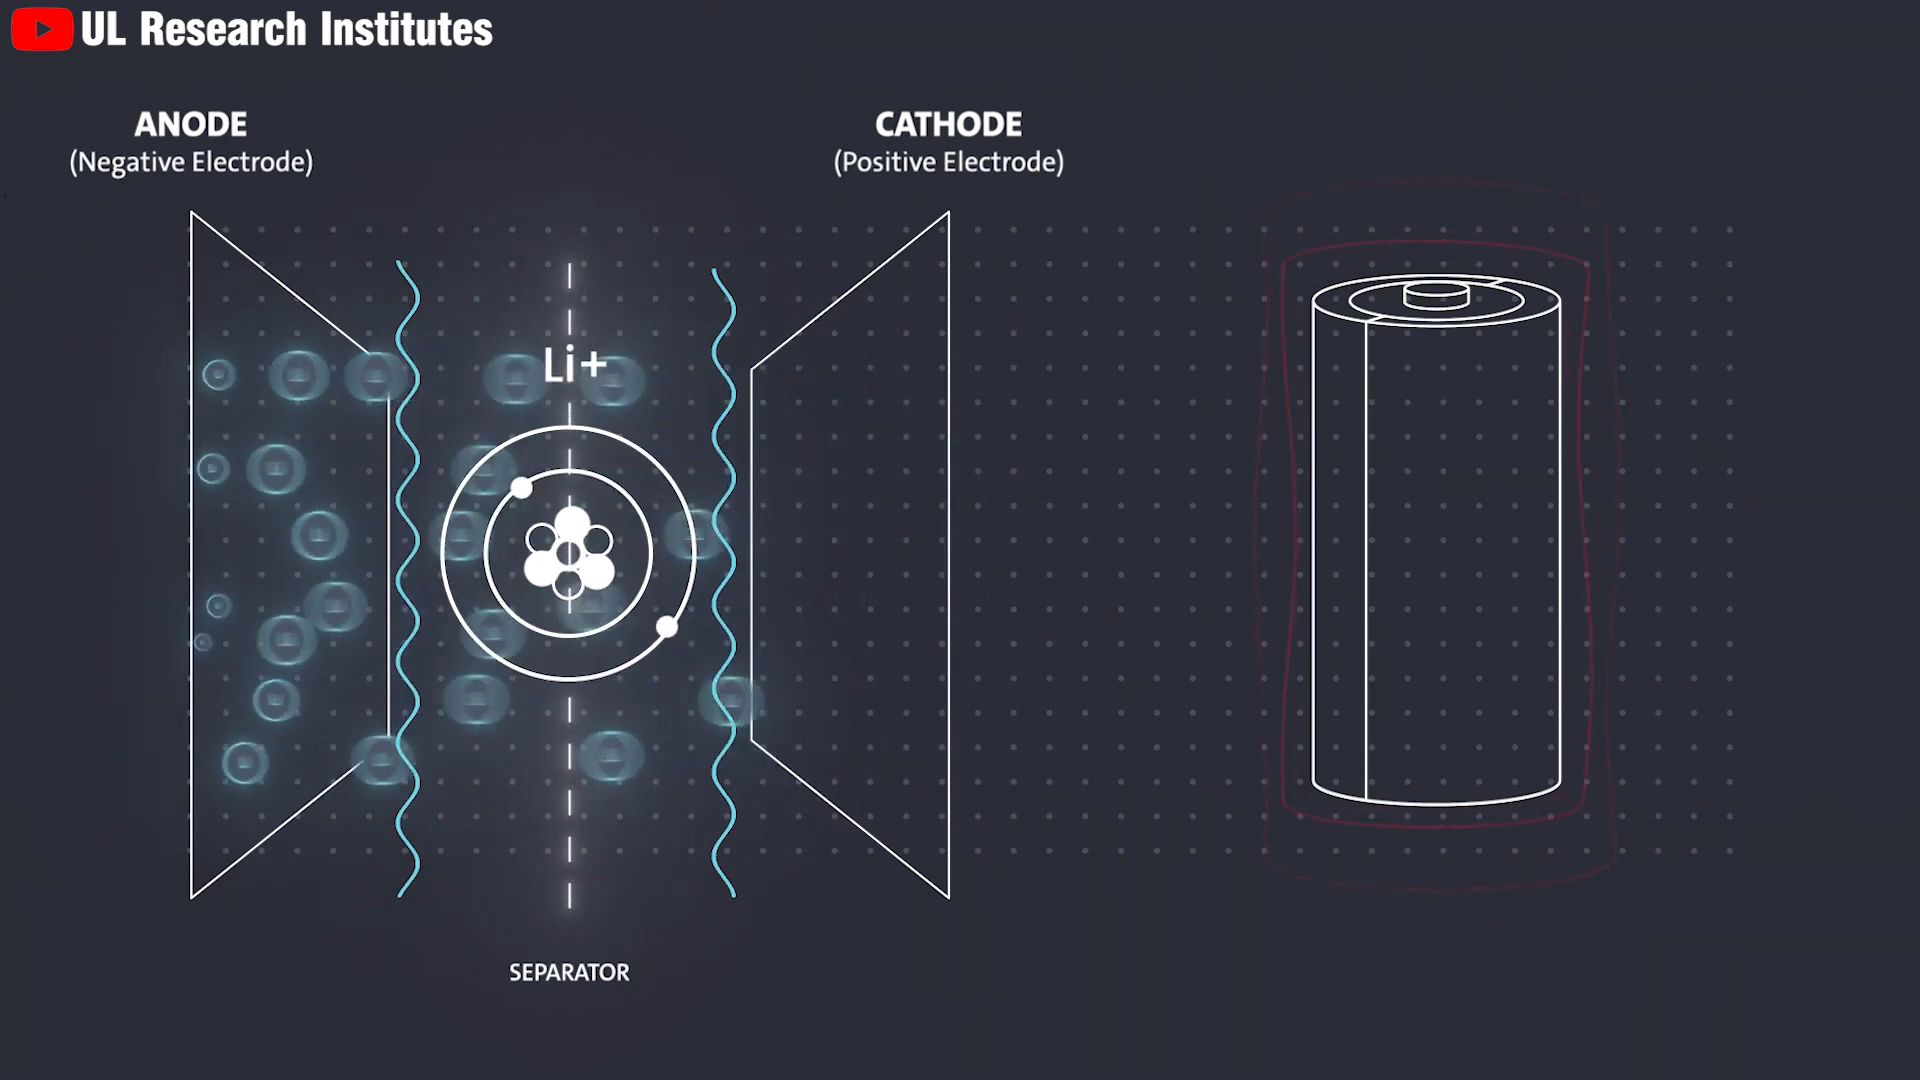 UL Research Institutes
ANODE
(Negative Electrode)
CATHODE
(Positive Electrode)
Li+
SEPARATOR